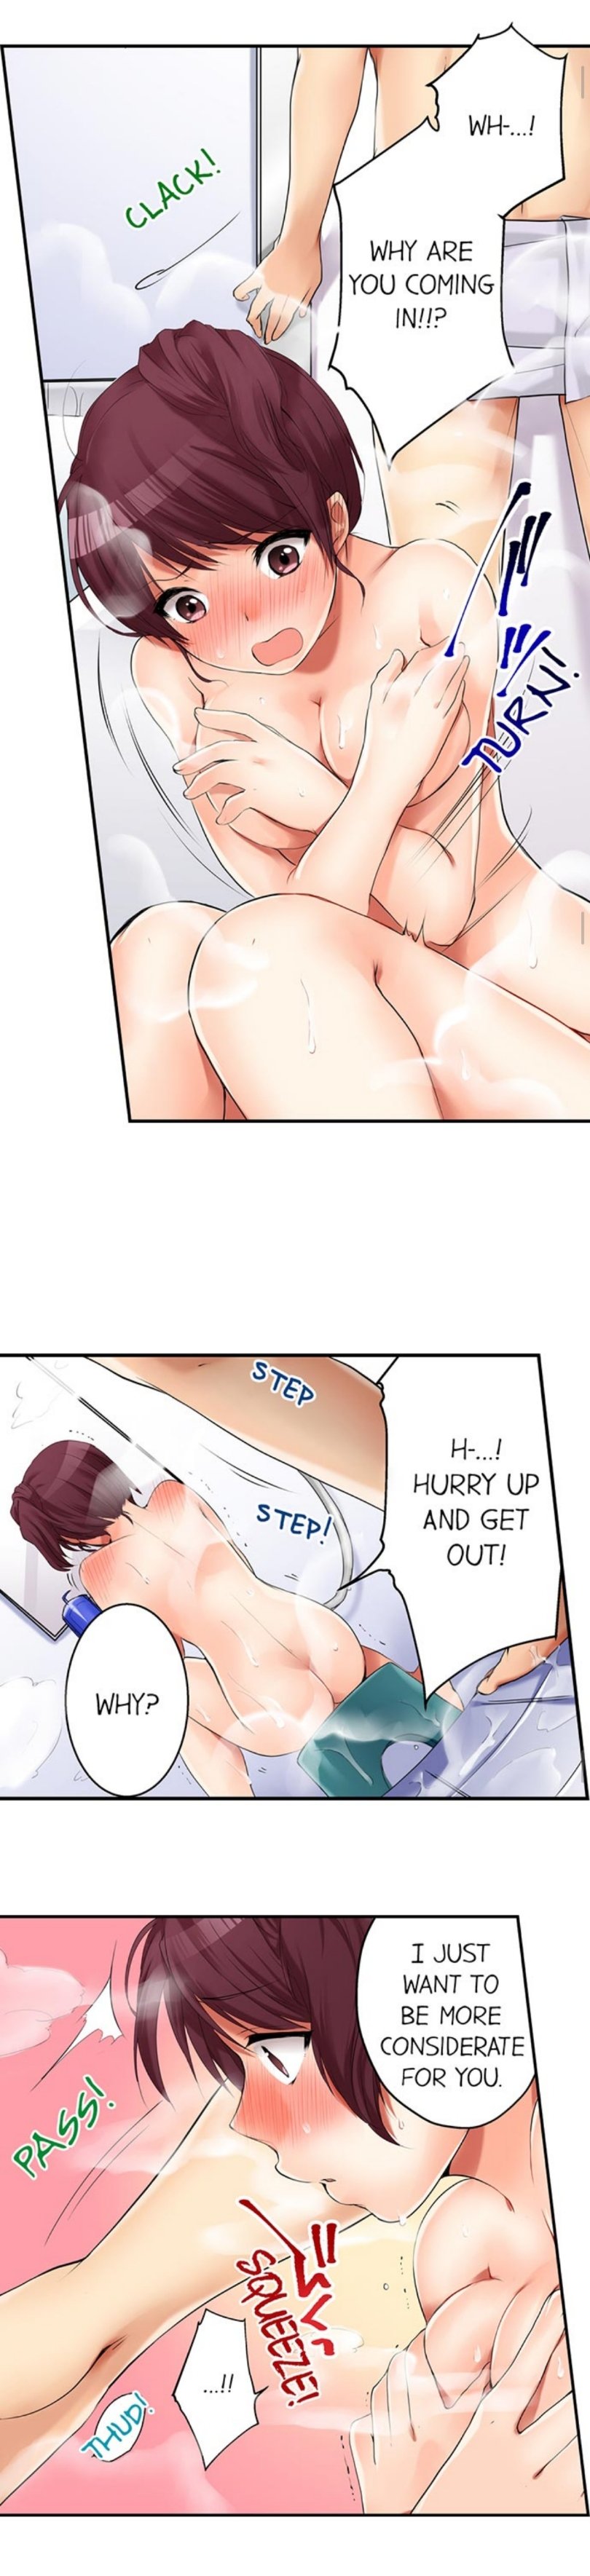 WH-...!
CLACK!
WHY ARE
YOU COMING
IN!!?
TURN!
STEP
H-...!
HURRY UP
AND GET
OUT!
STEP!
WHY?
I JUST
WANT TO
BE MORE
CONSIDERATE
FOR YOU.
PASS!
SQUEEZE!
...!!
THUD!